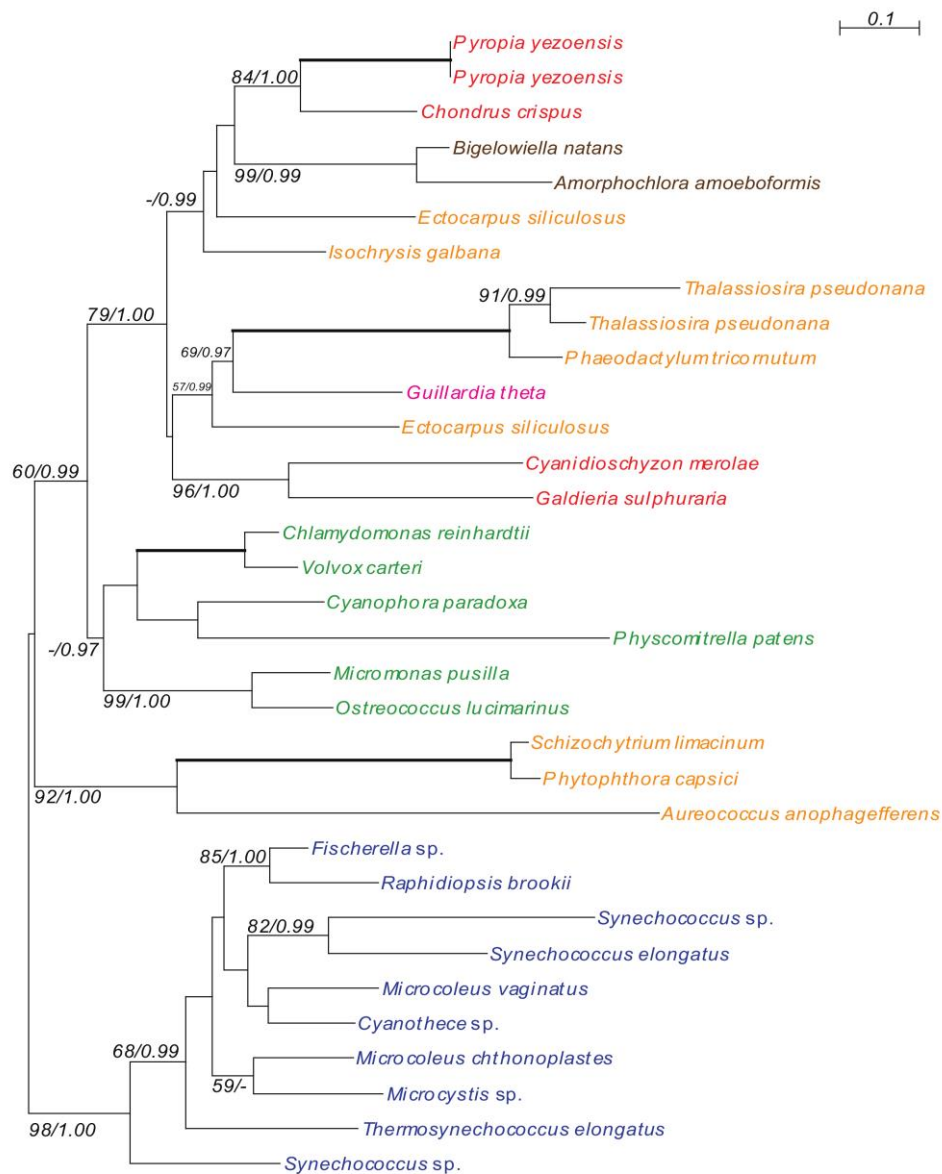 0.1
Pyropia yezoensis
84/1.00
Pyropia yezoensis
Chondrus crispus
Bigelowiella natans
99/0.99
Amorphochlora amoeboformis
-/0.99
Ectocarpus siliculosus
Isochrysis galbana
91/0.99
Thalassiosira pseudonana
79/1.00
Thalassiosira pseudonana
69/0.97
Phaeodactylum tricornutum
57/0.99
Guillardia theta
Ectocarpus siliculosus
60/0.99
Cyanidioschyzon merolae
96/1.00
Galdieria sulphuraria
Chlamydomonas reinhardtii
Volvox carteri
Cyanophora paradoxa
Physcomitrella patens
-/0.97
Micromonas pusilla
99/1.00
Ostreococcus lucimarinus
Schizochytrium limacinum
Phytophthora capsici
92/1.00
Aureococcus anophagefferens
Fischerella sp.
85/1.00
Raphidiopsis brookii
82/0.99
Synechococcus sp.
Synechococcus elongatus
Microcoleus vaginatus
Cyanothece sp.
68/0.99
Microcoleus chthonoplastes
59/-
Microcystis sp.
98/1.00
Thermosynechococcus elongatus
Synechococcus sp.